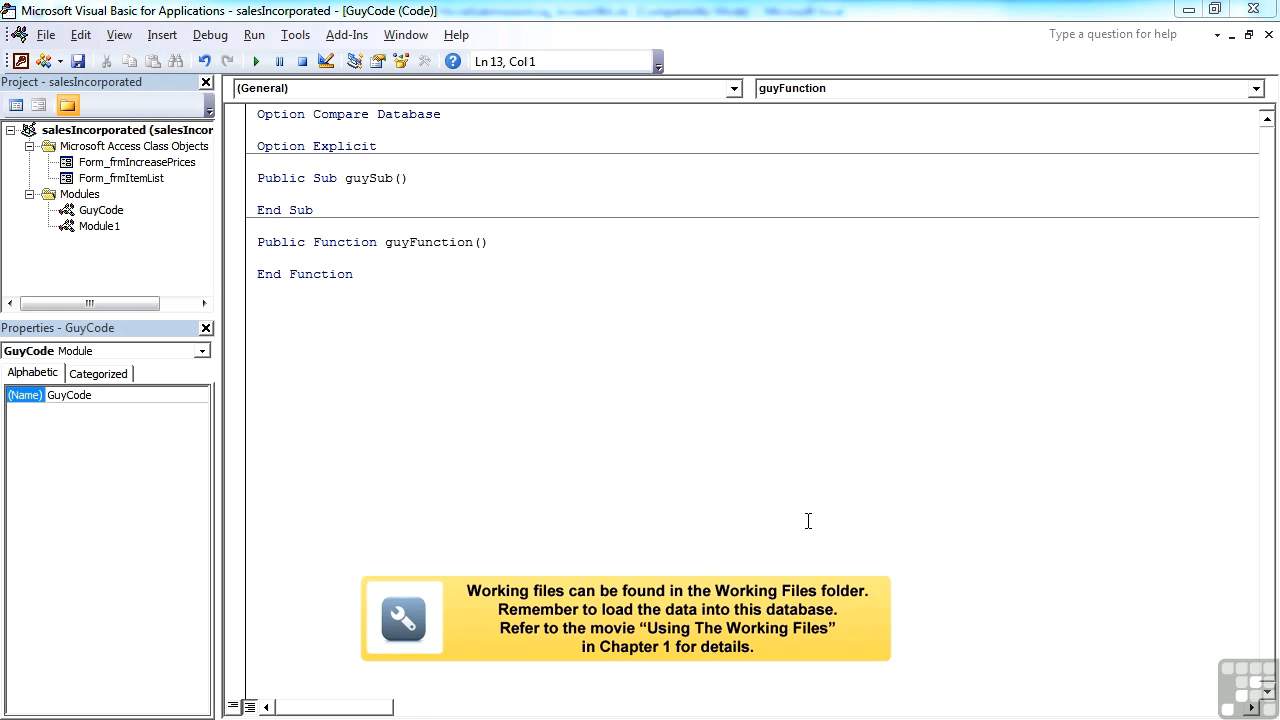 Microsoft Visual Basic for Applications - salesIncorporated - [GuyCode (Code)]
File Edit View Insert Debug Run Tools Add-Ins Window Help
Type a question for help
Ln 13, Col 1
Project - salesIncorporated
(General)
guyFunction
salesIncorporated (salesIncor
Microsoft Access Class Objects
Form_frmIncreasePrices
Form_frmItemList
Modules
GuyCode
Module1
Properties - GuyCode
GuyCode Module
Alphabetic Categorized
(Name) GuyCode
Option Compare Database
Option Explicit
Public Sub guySub()
End Sub
Public Function guyFunction()
End Function
Working files can be found in the Working Files folder.
Remember to load the data into this database.
Refer to the movie “Using The Working Files”
in Chapter 1 for details.